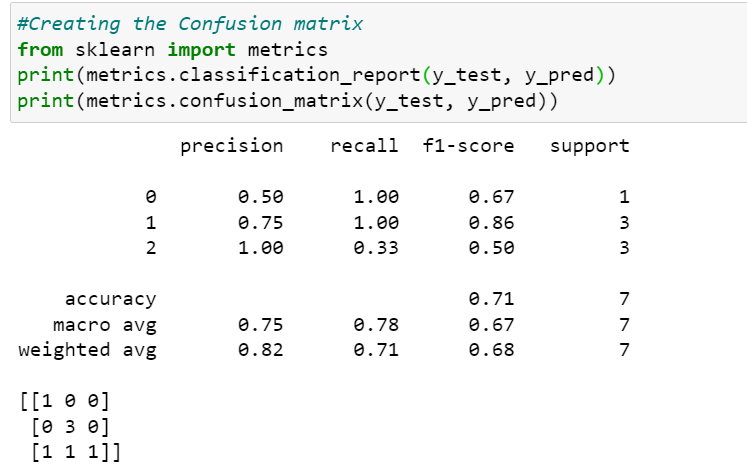 #Creating the Confusion matrix
from sklearn import metrics
print(metrics.classification_report(y_test, y_pred))
print(metrics.confusion_matrix(y_test, y_pred))
precision recall f1-score support
0 0.50 1.00 0.67 1
1 0.75 1.00 0.86 3
2 1.00 0.33 0.50 3
accuracy 0.71 7
macro avg 0.75 0.78 0.67 7
weighted avg 0.82 0.71 0.68 7
[[1 0 0]
[0 3 0]
[1 1 1]]